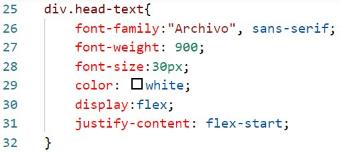 25 div.head-text{
26 font-family:"Archivo", sans-serif;
27 font-weight: 900;
28 font-size:30px;
29 color: white;
30 display:flex;
31 justify-content: flex-start;
32 }